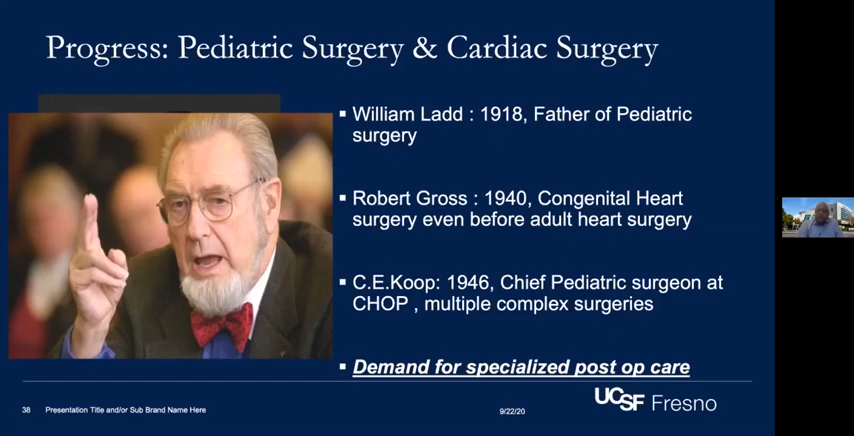 Progress: Pediatric Surgery & Cardiac Surgery
▪ William Ladd : 1918, Father of Pediatric
surgery
▪ Robert Gross : 1940, Congenital Heart
surgery even before adult heart surgery
▪ C.E.Koop: 1946, Chief Pediatric surgeon at
CHOP , multiple complex surgeries
▪ Demand for specialized post op care
38 Presentation Title and/or Sub Brand Name Here
9/22/20
UCSF Fresno